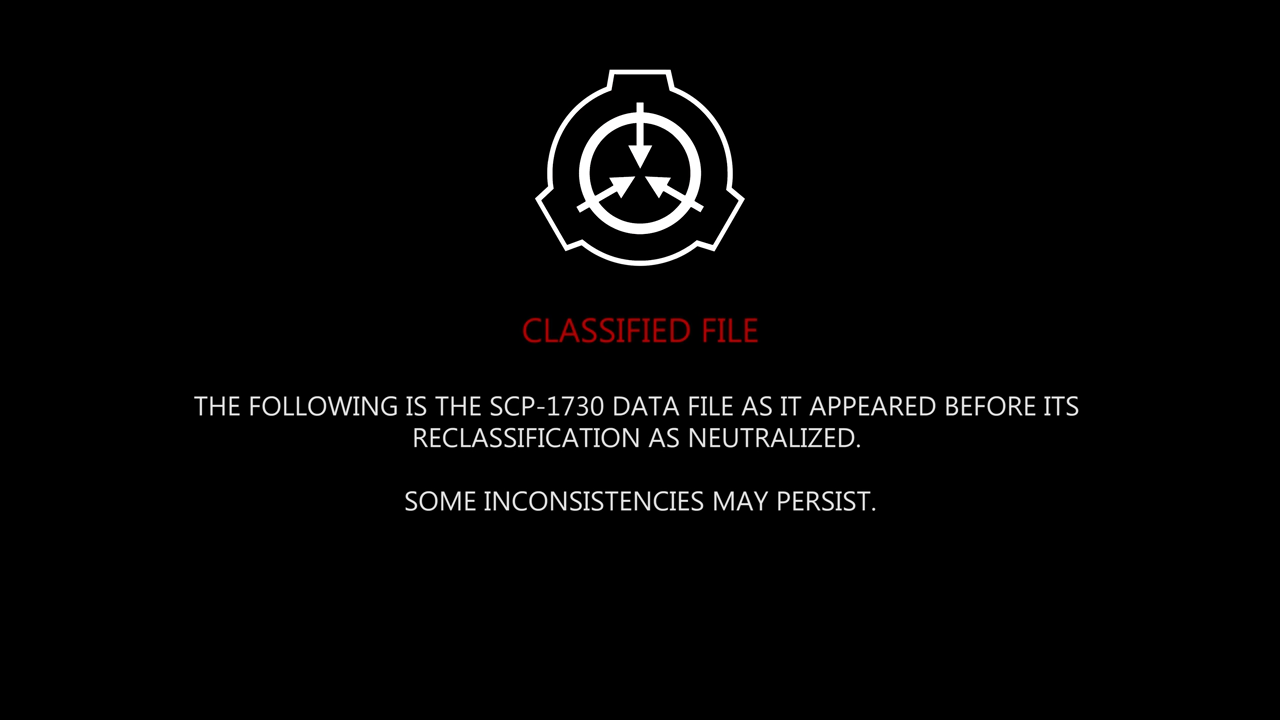 CLASSIFIED FILE
THE FOLLOWING IS THE SCP-1730 DATA FILE AS IT APPEARED BEFORE ITS
RECLASSIFICATION AS NEUTRALIZED.
SOME INCONSISTENCIES MAY PERSIST.